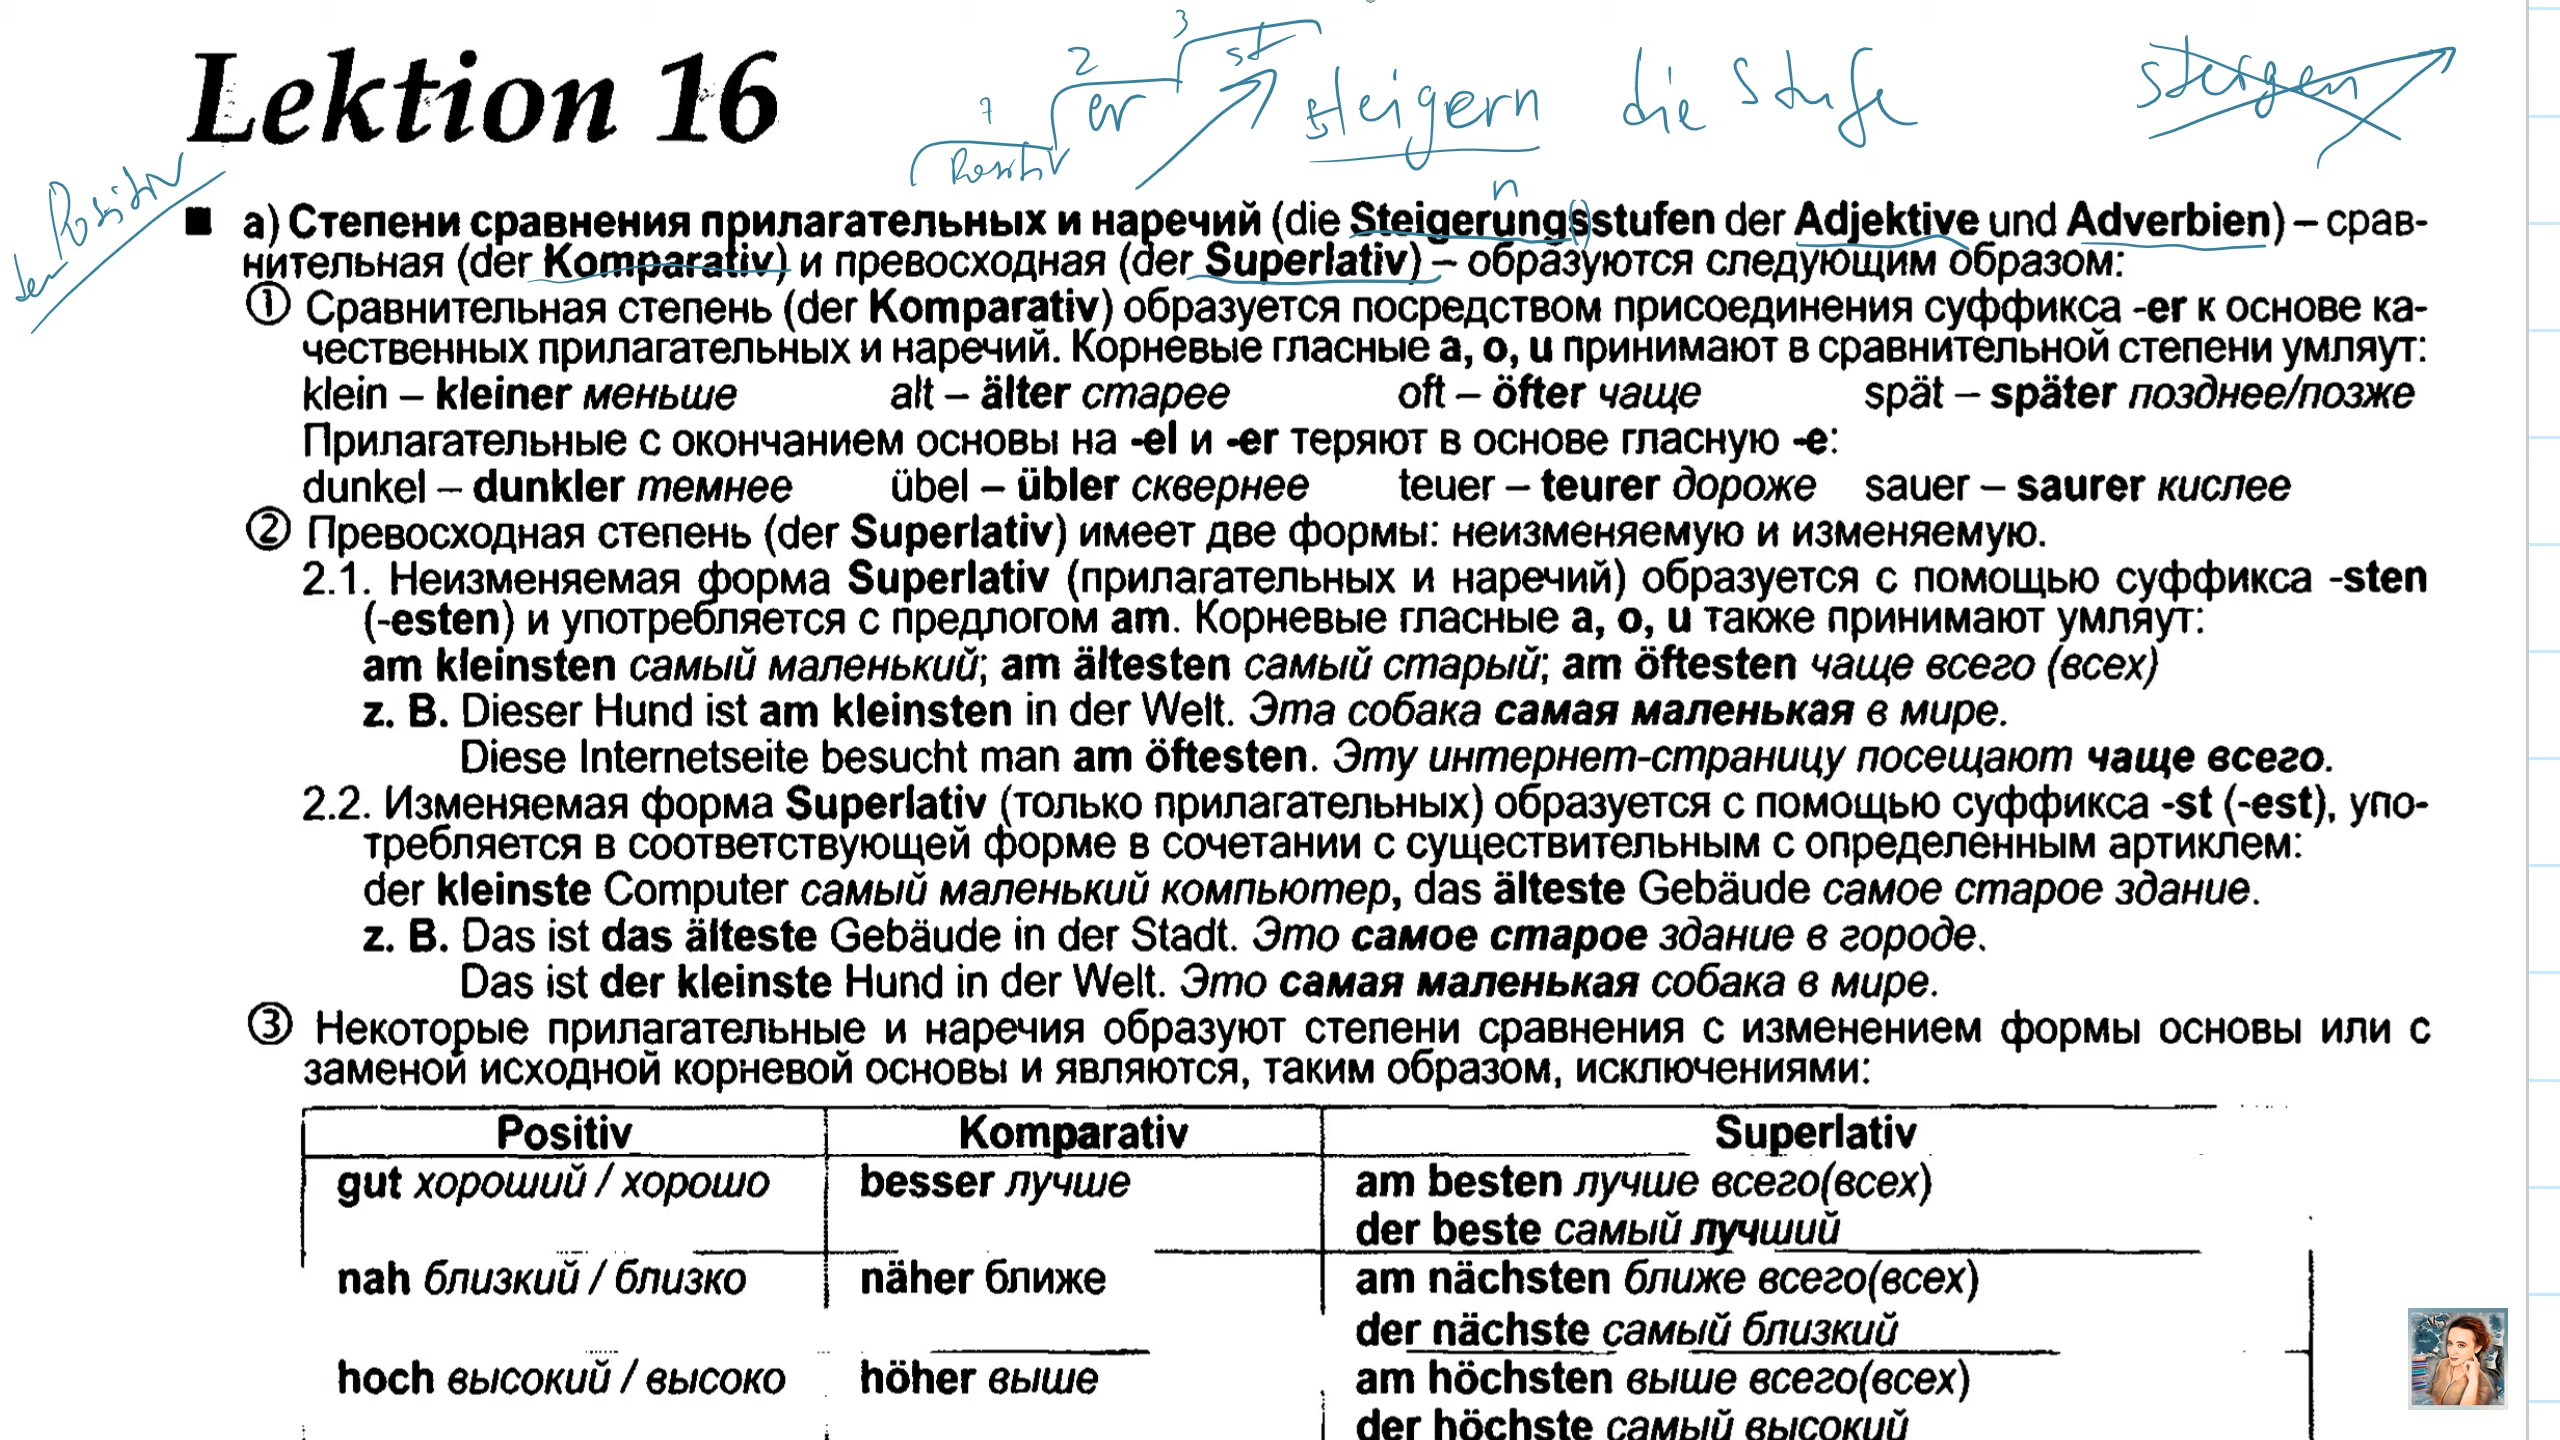 Lektion 16
1 Positiv 2 er 3 st steigern die Stufe steigen
der Positiv
n
■ а) Степени сравнения прилагательных и наречий (die Steigerungsstufen der Adjektive und Adverbien) – срав-
нительная (der Komparativ) и превосходная (der Superlativ) – образуются следующим образом:
① Сравнительная степень (der Komparativ) образуется посредством присоединения суффикса -er к основе ка-
чественных прилагательных и наречий. Корневые гласные a, o, u принимают в сравнительной степени умляут:
klein – kleiner меньше alt – älter старее oft – öfter чаще spät – später позднее/позже
Прилагательные с окончанием основы на -el и -er теряют в основе гласную -e:
dunkel – dunkler темнее übel – übler сквернее teuer – teurer дороже sauer – saurer кислее
② Превосходная степень (der Superlativ) имеет две формы: неизменяемую и изменяемую.
2.1. Неизменяемая форма Superlativ (прилагательных и наречий) образуется с помощью суффикса -sten
(-esten) и употребляется с предлогом am. Корневые гласные a, o, u также принимают умляут:
am kleinsten самый маленький; am ältesten самый старый; am öftesten чаще всего (всех)
z. B. Dieser Hund ist am kleinsten in der Welt. Эта собака самая маленькая в мире.
Diese Internetseite besucht man am öftesten. Эту интернет-страницу посещают чаще всего.
2.2. Изменяемая форма Superlativ (только прилагательных) образуется с помощью суффикса -st (-est), упо-
требляется в соответствующей форме в сочетании с существительным с определенным артиклем:
der kleinste Computer самый маленький компьютер, das älteste Gebäude самое старое здание.
z. B. Das ist das älteste Gebäude in der Stadt. Это самое старое здание в городе.
Das ist der kleinste Hund in der Welt. Это самая маленькая собака в мире.
③ Некоторые прилагательные и наречия образуют степени сравнения с изменением формы основы или с
заменой исходной корневой основы и являются, таким образом, исключениями:
Positiv Komparativ Superlativ
gut хороший / хорошо besser лучше am besten лучше всего(всех)
der beste самый лучший
nah близкий / близко näher ближе am nächsten ближе всего(всех)
der nächste самый близкий
hoch высокий / высоко höher выше am höchsten выше всего(всех)
der höchste самый высокий